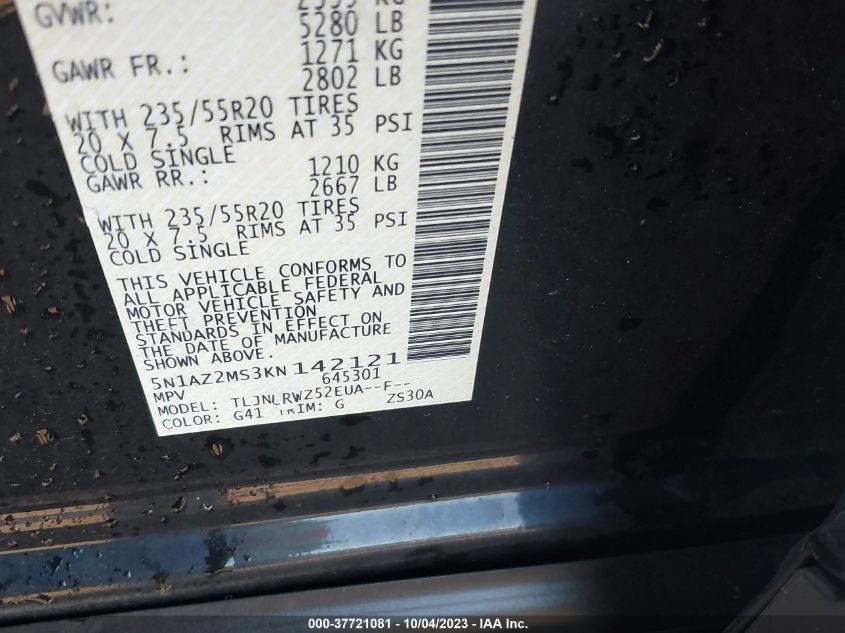 GVWR:
5280 LB
GAWR FR.: 1271 KG
2802 LB
WITH 235/55R20 TIRES
20 X 7.5 RIMS AT 35 PSI
COLD SINGLE
GAWR RR.: 1210 KG
2667 LB
WITH 235/55R20 TIRES
20 X 7.5 RIMS AT 35 PSI
COLD SINGLE
THIS VEHICLE CONFORMS TO
ALL APPLICABLE FEDERAL
MOTOR VEHICLE SAFETY AND
THEFT PREVENTION
STANDARDS IN EFFECT ON
THE DATE OF MANUFACTURE
SHOWN ABOVE.
5N1AZ2MS3KN142121
MPV 645301
MODEL: TLJNLRWZ52EUA--F--
COLOR: G41 TRIM: G ZS30A
000-37721081 - 10/04/2023 - IAA Inc.